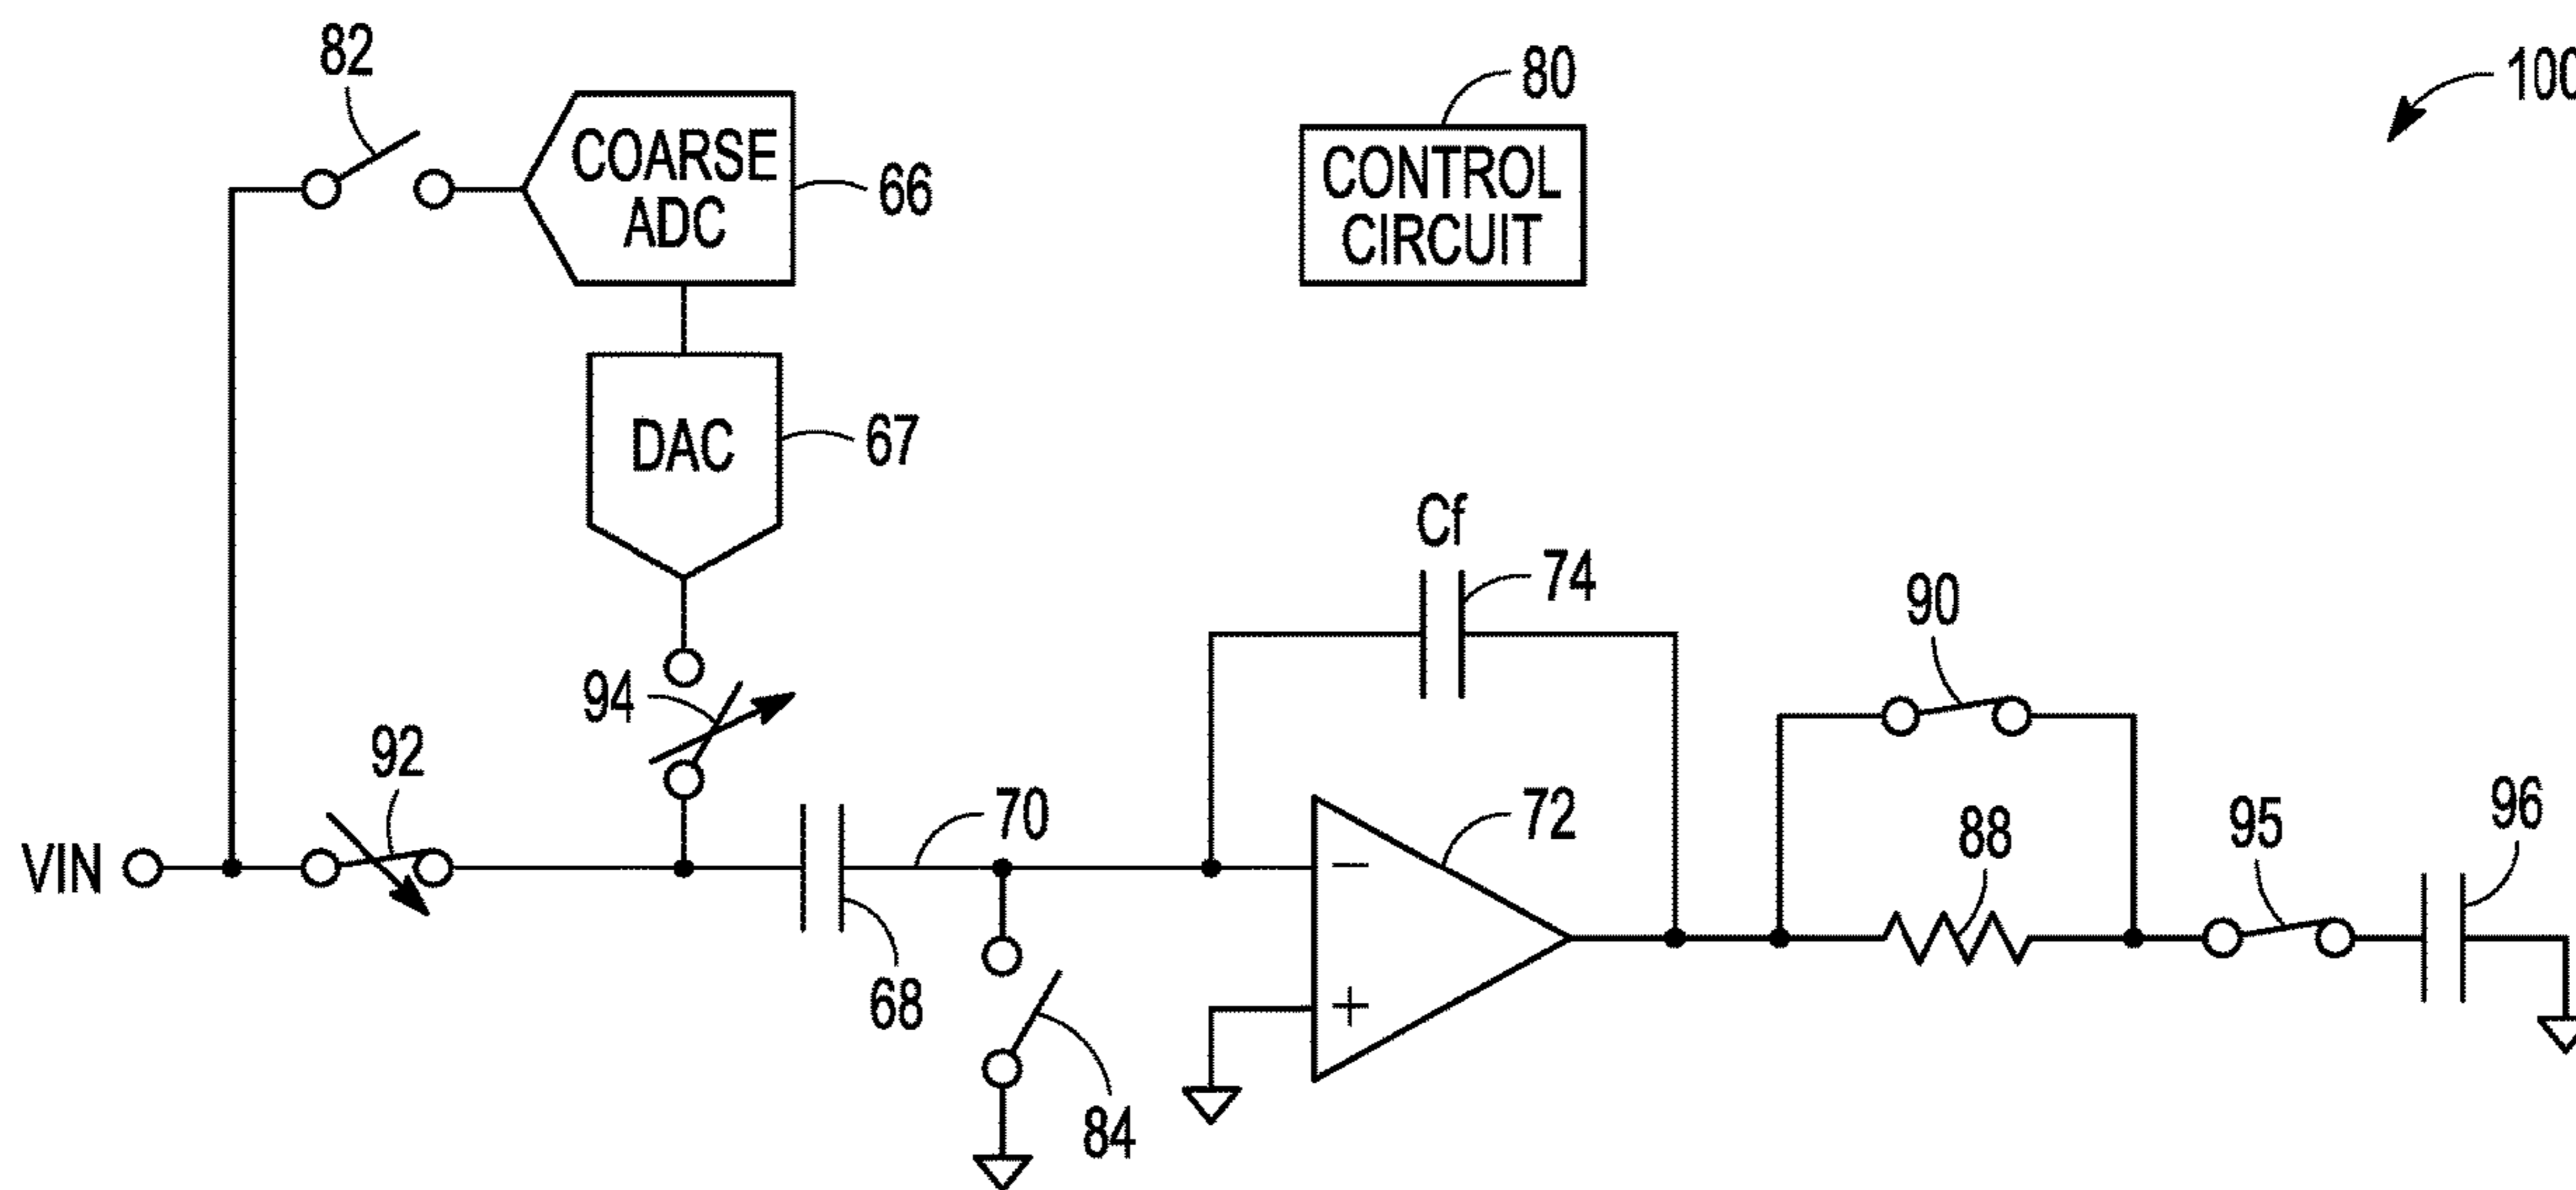 82
80
100
COARSE
ADC
66
CONTROL
CIRCUIT
DAC
67
Cf
74
90
94
92
70
72
88
95
96
VIN
−
68
+
84